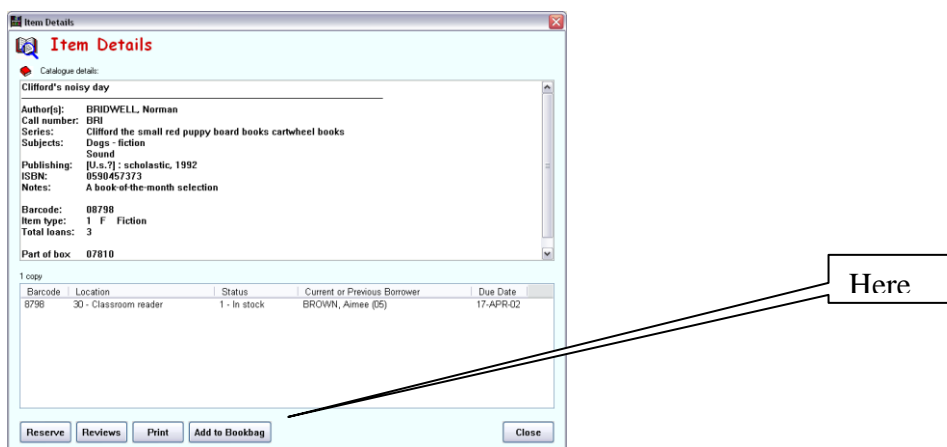 Item Details
Item Details
Catalogue details:
Clifford's noisy day
Author(s): BRIDWELL, Norman
Call number: BRI
Series: Clifford the small red puppy board books cartwheel books
Subjects: Dogs - fiction
Sound
Publishing: [U.s.?] : scholastic, 1992
ISBN: 0590457373
Notes: A book-of-the-month selection
Barcode: 08798
Item type: 1 F Fiction
Total loans: 3
Part of box 07810
1 copy
Barcode Location Status Current or Previous Borrower Due Date
8798 30 - Classroom reader 1 - In stock BROWN, Aimee (05) 17-APR-02
Here
Reserve Reviews Print Add to Bookbag Close